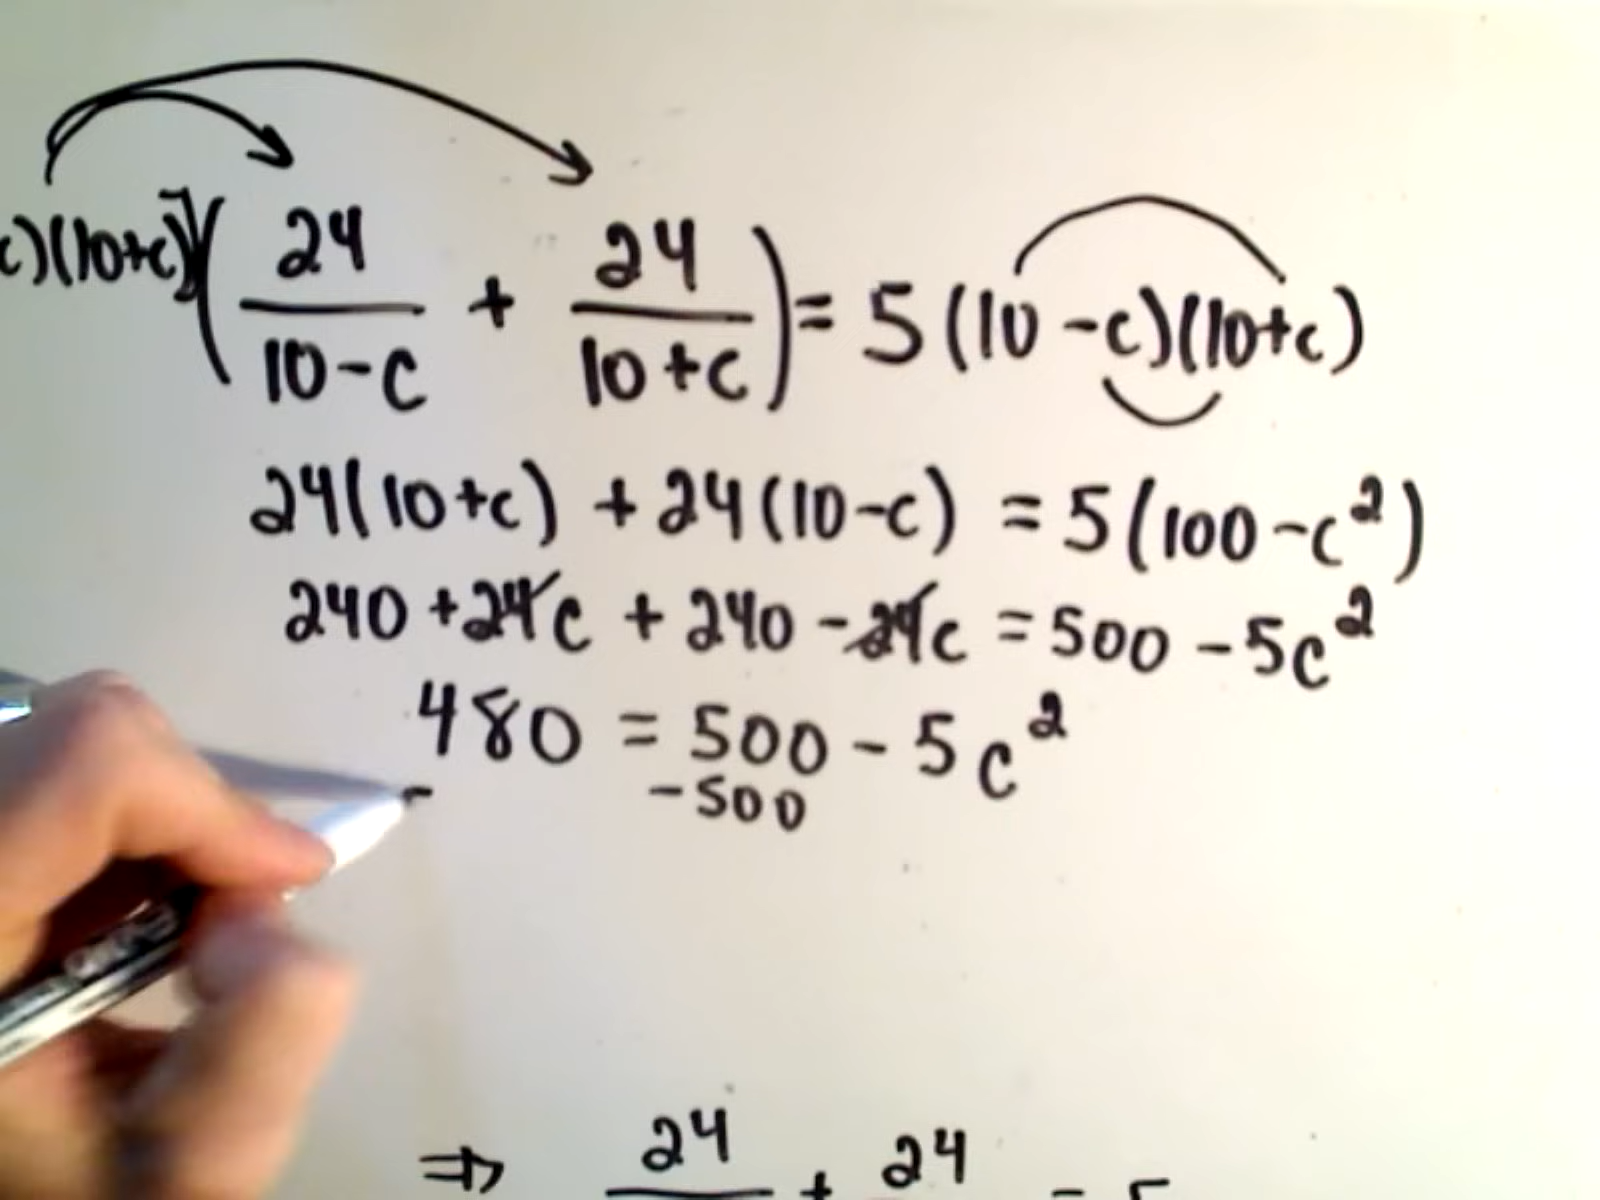 c)(10+c)](24/(10-c) + 24/(10+c)) = 5(10-c)(10+c)
24(10+c) + 24(10-c) = 5(100-c²)
240 + 24c + 240 - 24c = 500 - 5c²
480 = 500 - 5c²
- -500
⇒ 24 + 24 = 5